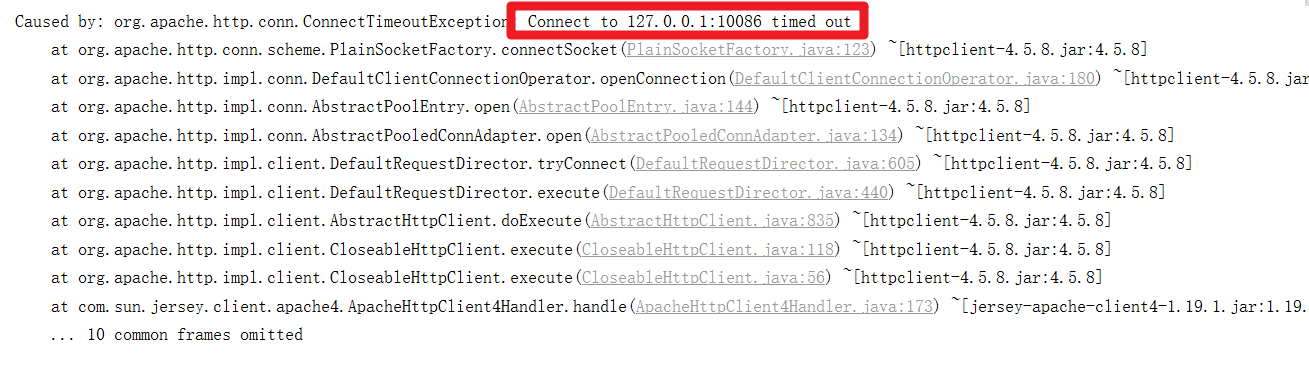 Caused by: org.apache.http.conn.ConnectTimeoutException: Connect to 127.0.0.1:10086 timed out
at org.apache.http.conn.scheme.PlainSocketFactory.connectSocket(PlainSocketFactory.java:123) ~[httpclient-4.5.8.jar:4.5.8]
at org.apache.http.impl.conn.DefaultClientConnectionOperator.openConnection(DefaultClientConnectionOperator.java:180) ~[httpclient-4.5.8.jar
at org.apache.http.impl.conn.AbstractPoolEntry.open(AbstractPoolEntry.java:144) ~[httpclient-4.5.8.jar:4.5.8]
at org.apache.http.impl.conn.AbstractPooledConnAdapter.open(AbstractPooledConnAdapter.java:134) ~[httpclient-4.5.8.jar:4.5.8]
at org.apache.http.impl.client.DefaultRequestDirector.tryConnect(DefaultRequestDirector.java:605) ~[httpclient-4.5.8.jar:4.5.8]
at org.apache.http.impl.client.DefaultRequestDirector.execute(DefaultRequestDirector.java:440) ~[httpclient-4.5.8.jar:4.5.8]
at org.apache.http.impl.client.AbstractHttpClient.doExecute(AbstractHttpClient.java:835) ~[httpclient-4.5.8.jar:4.5.8]
at org.apache.http.impl.client.CloseableHttpClient.execute(CloseableHttpClient.java:118) ~[httpclient-4.5.8.jar:4.5.8]
at org.apache.http.impl.client.CloseableHttpClient.execute(CloseableHttpClient.java:56) ~[httpclient-4.5.8.jar:4.5.8]
at com.sun.jersey.client.apache4.ApacheHttpClient4Handler.handle(ApacheHttpClient4Handler.java:173) ~[jersey-apache-client4-1.19.1.jar:1.19.
... 10 common frames omitted